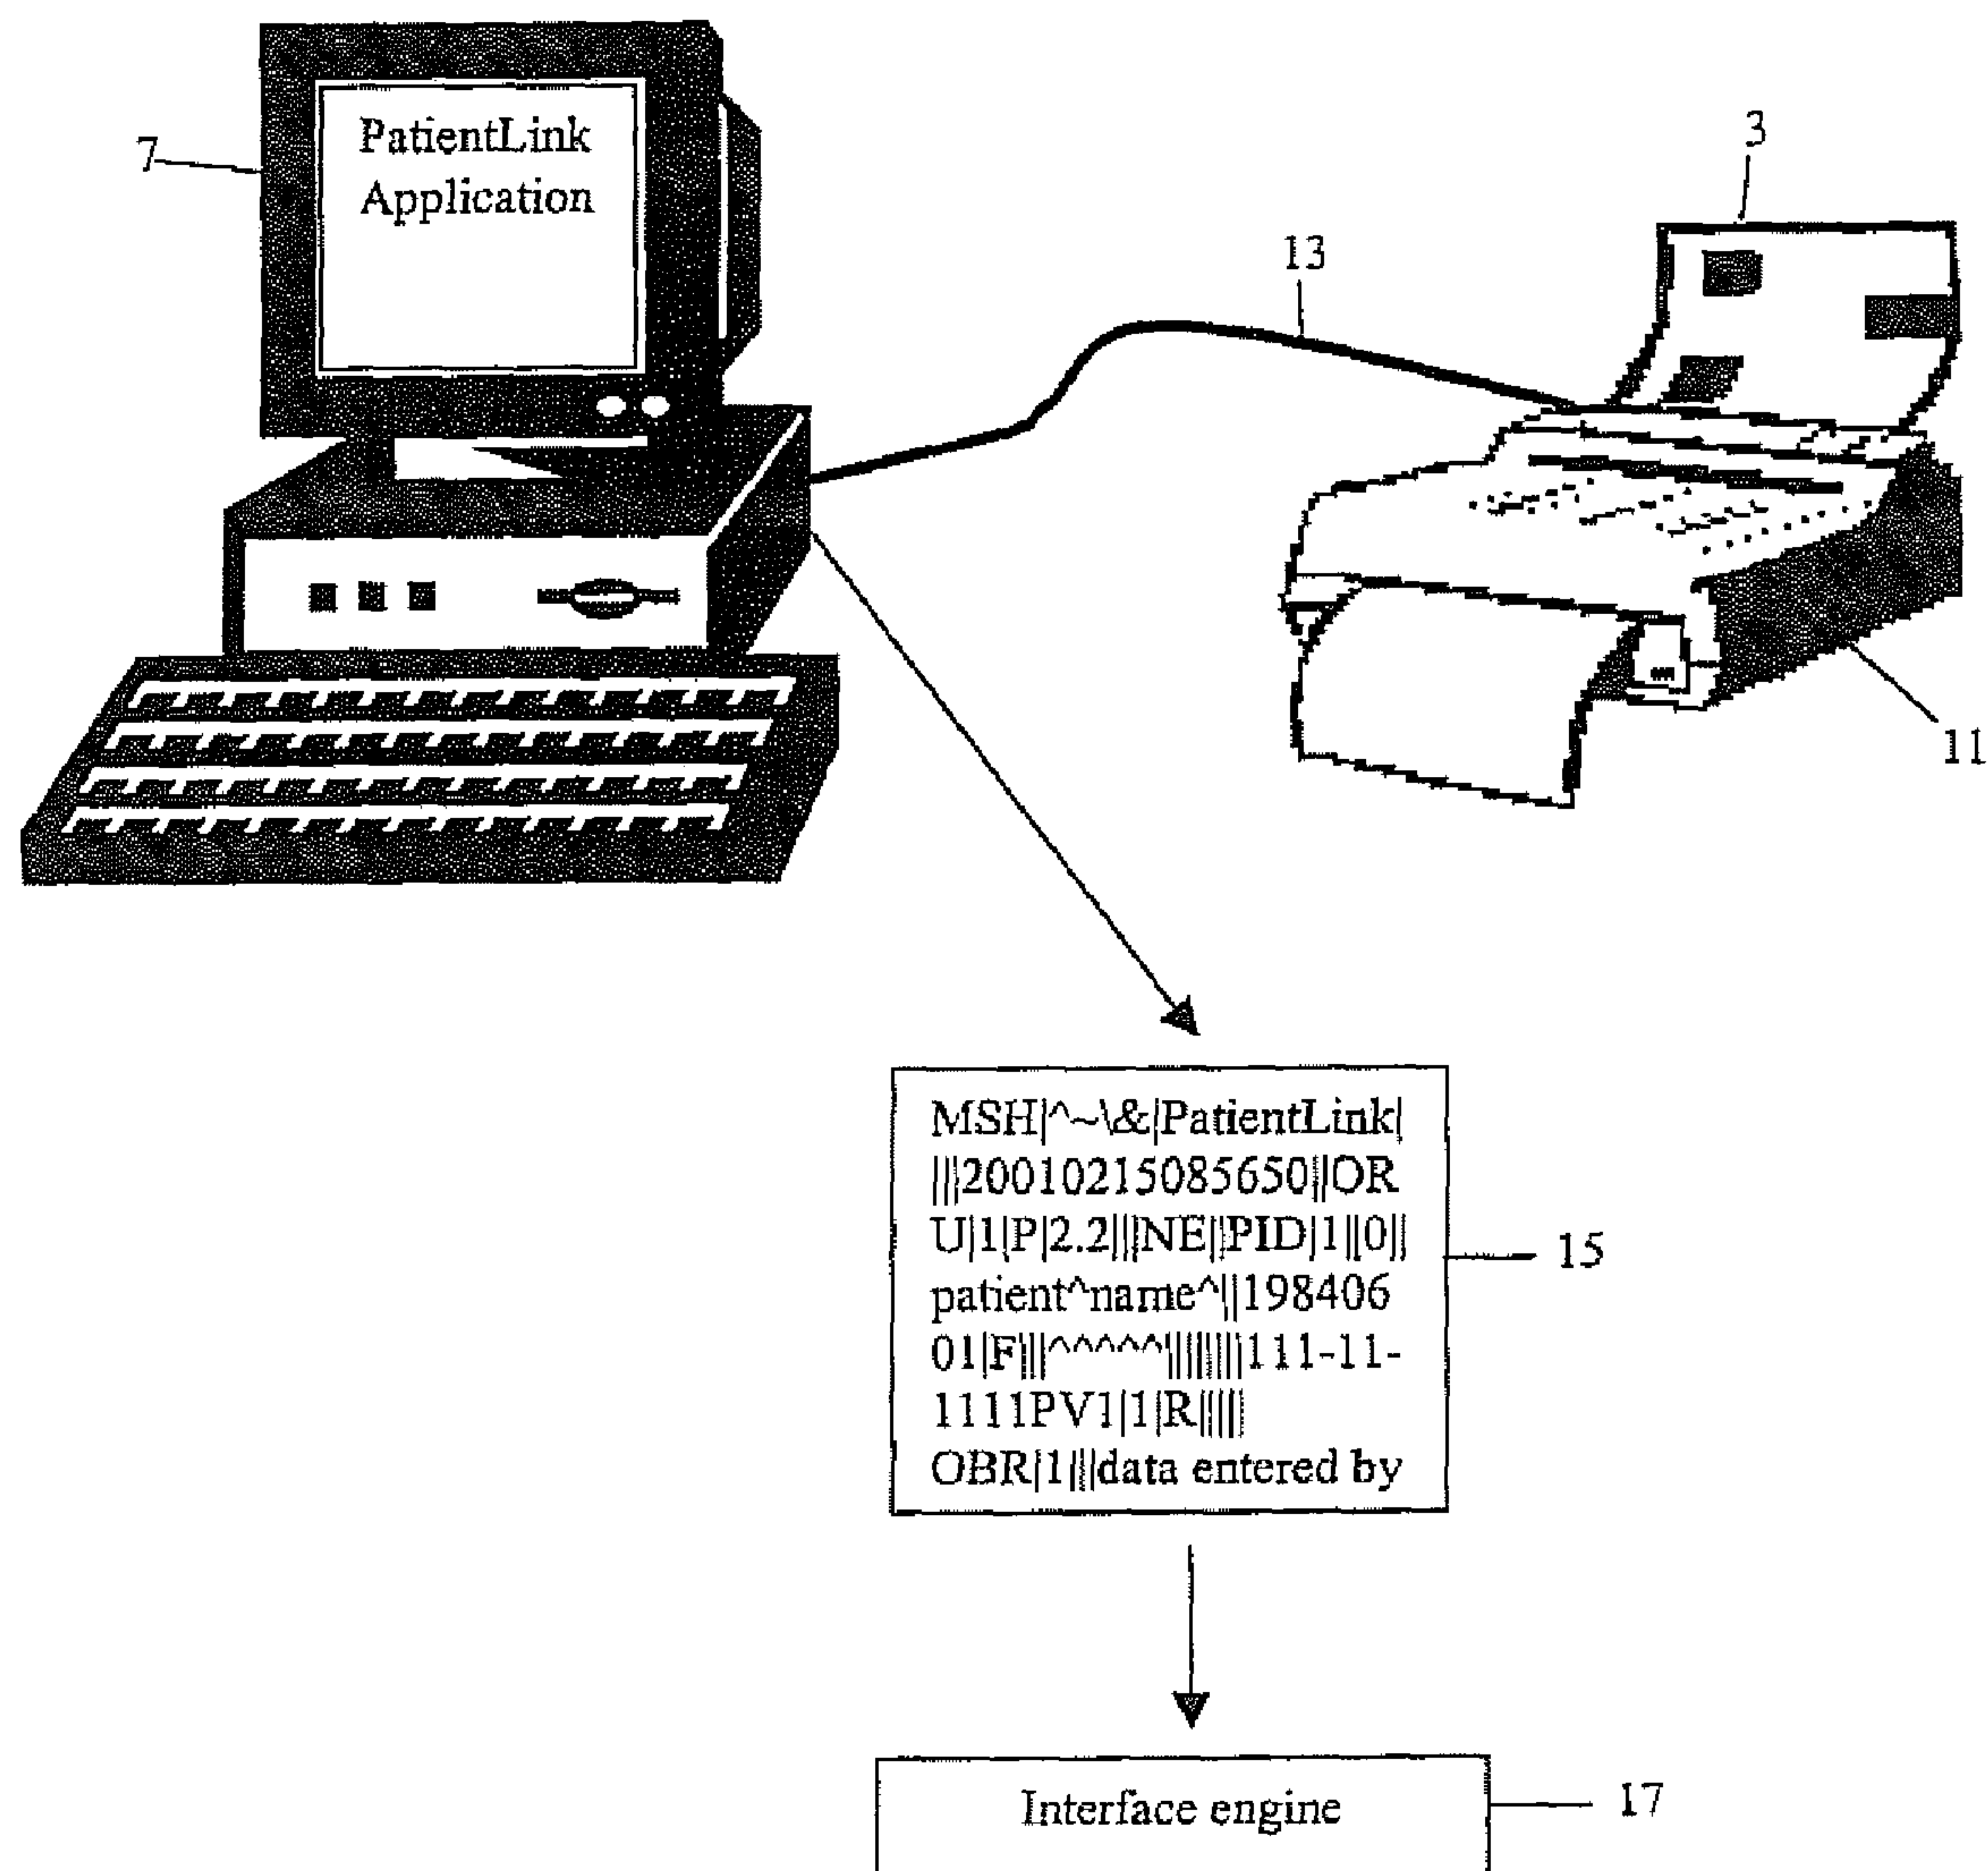 PatientLink
Application
7
3
13
11
MSH|^~\&|PatientLink|
|||20010215085650||OR
U|1|P|2.2|||NE||PID|1||0||
patient^name^||198406
01|F|||^^^^^||||||||111-11-
1111PV1|1|R|||||
OBR|1|||data entered by
15
Interface engine
17